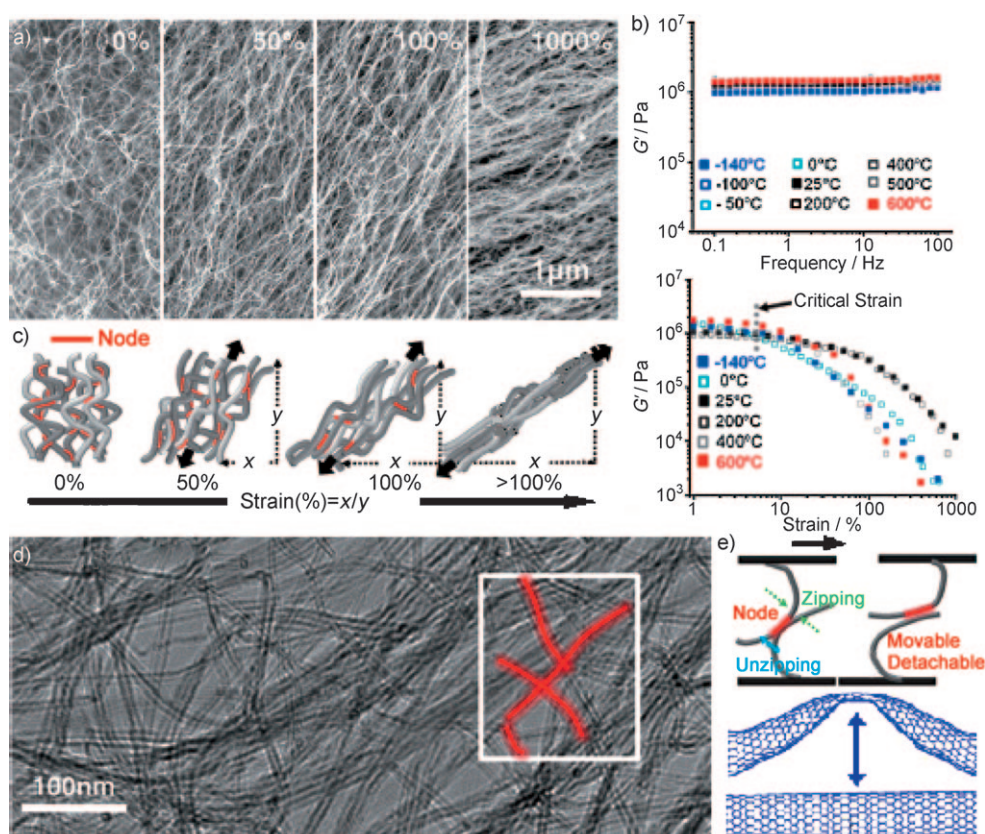 a)
0%
50%
100%
1000%
1μm
b)
G′/ Pa
10⁷
10⁶
10⁵
10⁴
-140°C 0°C 400°C
-100°C 25°C 500°C
- 50°C 200°C 600°C
0.1 1 10 100
Frequency / Hz
c)
Node
y
x
y
x
y
x
0% 50% 100% >100%
Strain(%)=x/y
G′/ Pa
10⁷
10⁶
10⁵
10⁴
10³
Critical Strain
-140°C
0°C
25°C
200°C
400°C
600°C
1 10 100 1000
Strain / %
d)
100nm
e)
Node
Zipping
Unzipping
Movable
Detachable